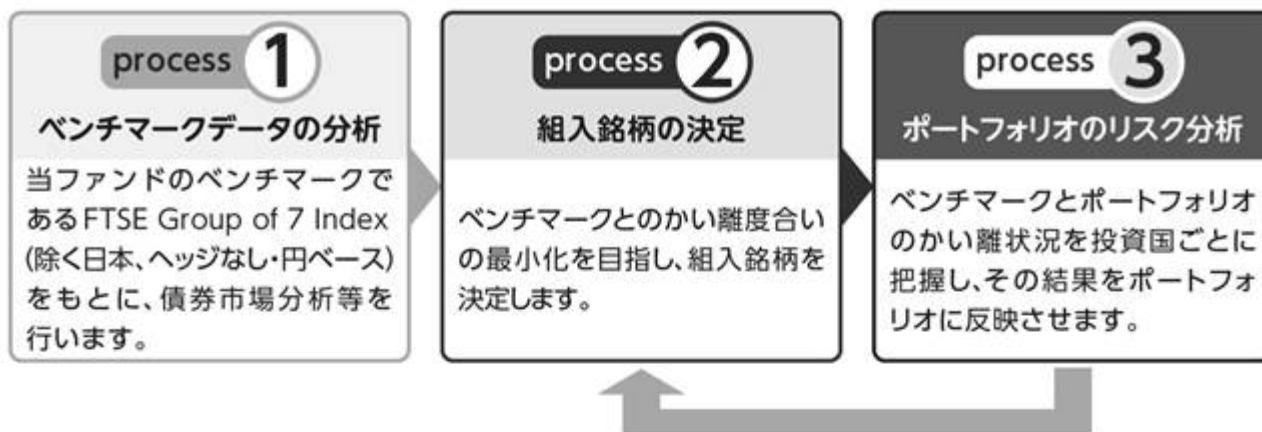 process 1
ベンチマークデータの分析
当ファンドのベンチマークで
あるFTSE Group of 7 Index
(除く日本、ヘッジなし・円ベース)
をもとに、債券市場分析等を
行います。
process 2
組入銘柄の決定
ベンチマークとのかい離度合い
の最小化を目指し、組入銘柄を
決定します。
process 3
ポートフォリオのリスク分析
ベンチマークとポートフォリオ
のかい離状況を投資国ごとに
把握し、その結果をポートフォ
リオに反映させます。